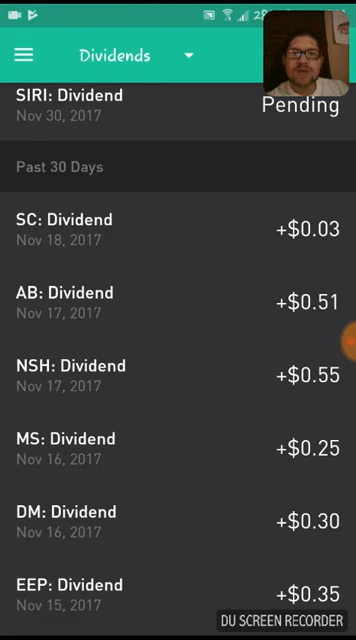 Dividends
SIRI: Dividend
Nov 30, 2017
Pending
Past 30 Days
SC: Dividend
Nov 18, 2017
+$0.03
AB: Dividend
Nov 17, 2017
+$0.51
NSH: Dividend
Nov 17, 2017
+$0.55
MS: Dividend
Nov 16, 2017
+$0.25
DM: Dividend
Nov 16, 2017
+$0.30
EEP: Dividend
Nov 15, 2017
+$0.35
DU SCREEN RECORDER